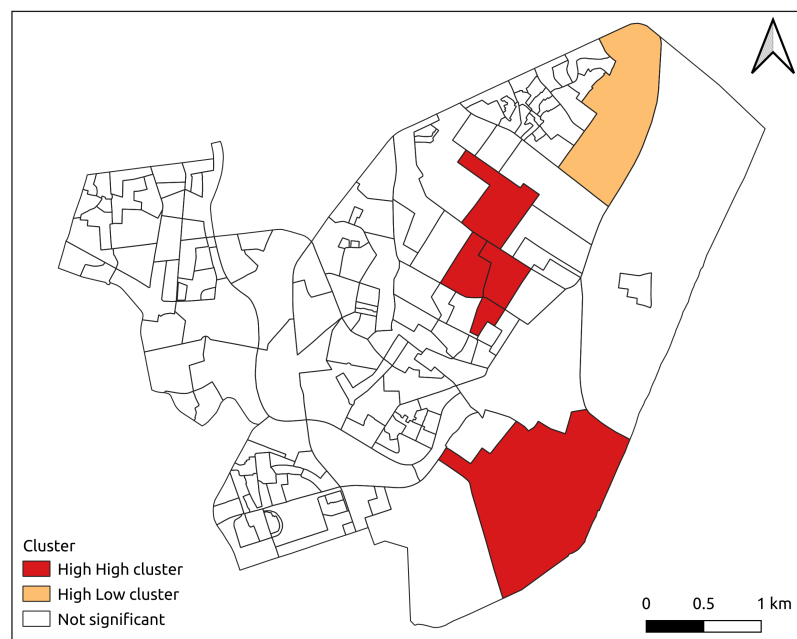 Cluster
High High cluster
High Low cluster
Not significant
0 0.5 1 km